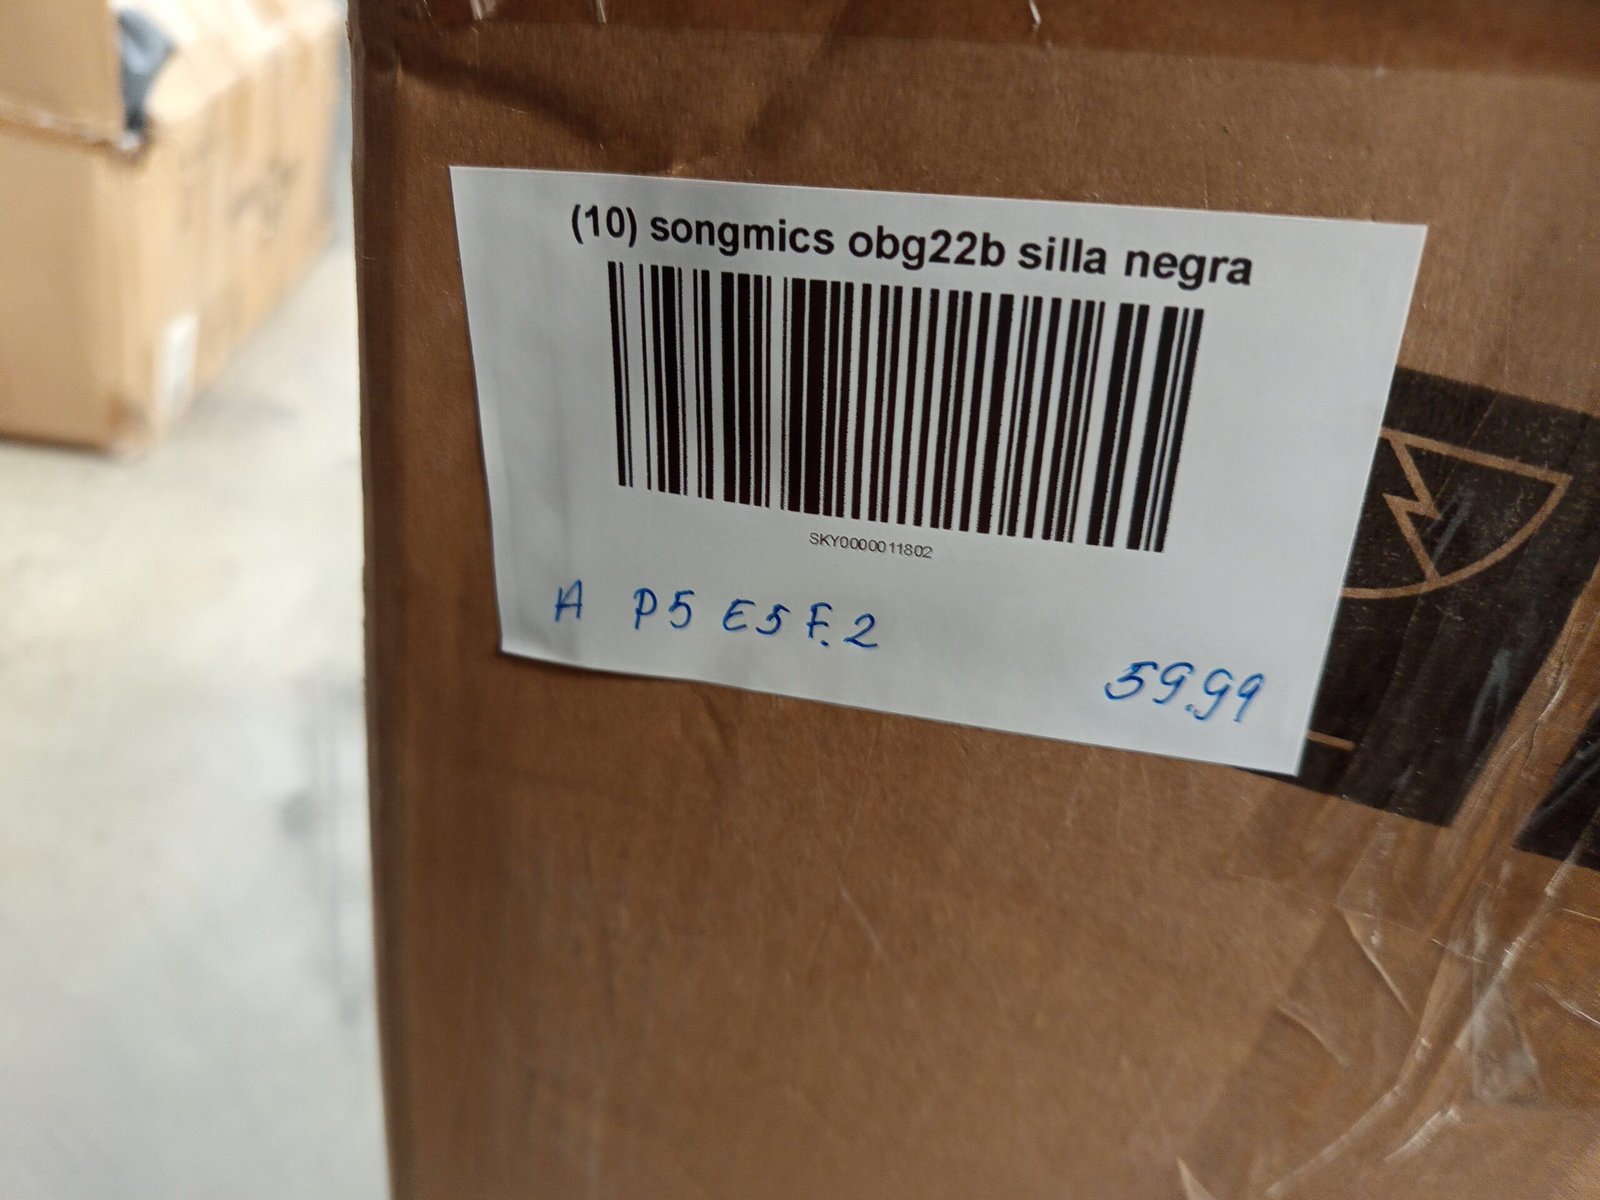 (10) songmics obg22b silla negra
SKY0000011802
A P5 E5 F.2
59.99